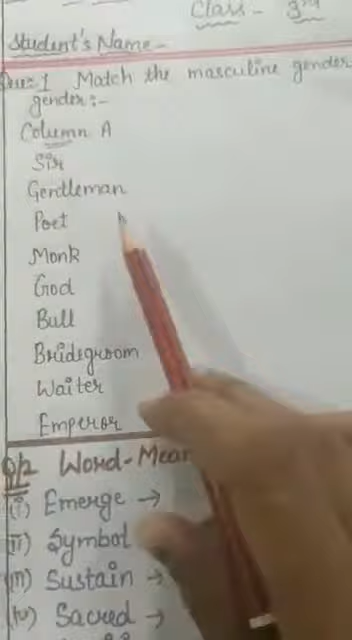 Class - 3rd
Student's Name -
Ques:1 Match the masculine gender
gender:-
Column A
Sir
Gentleman
Poet
Monk
God
Bull
Bridegroom
Waiter
Emperor
Q/2 Word-Mean
(i) Emerge →
(ii) Symbol
(iii) Sustain →
(iv) Sacred →